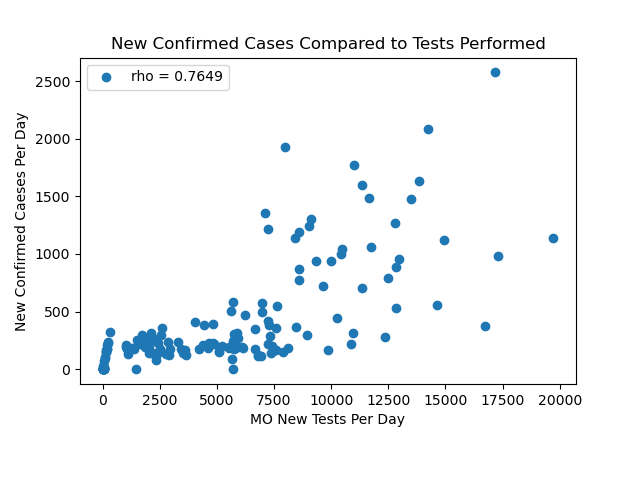 New Confirmed Cases Compared to Tests Performed
rho = 0.7649
New Confirmed Caeses Per Day
2500
2000
1500
1000
500
0
0 2500 5000 7500 10000 12500 15000 17500 20000
MO New Tests Per Day